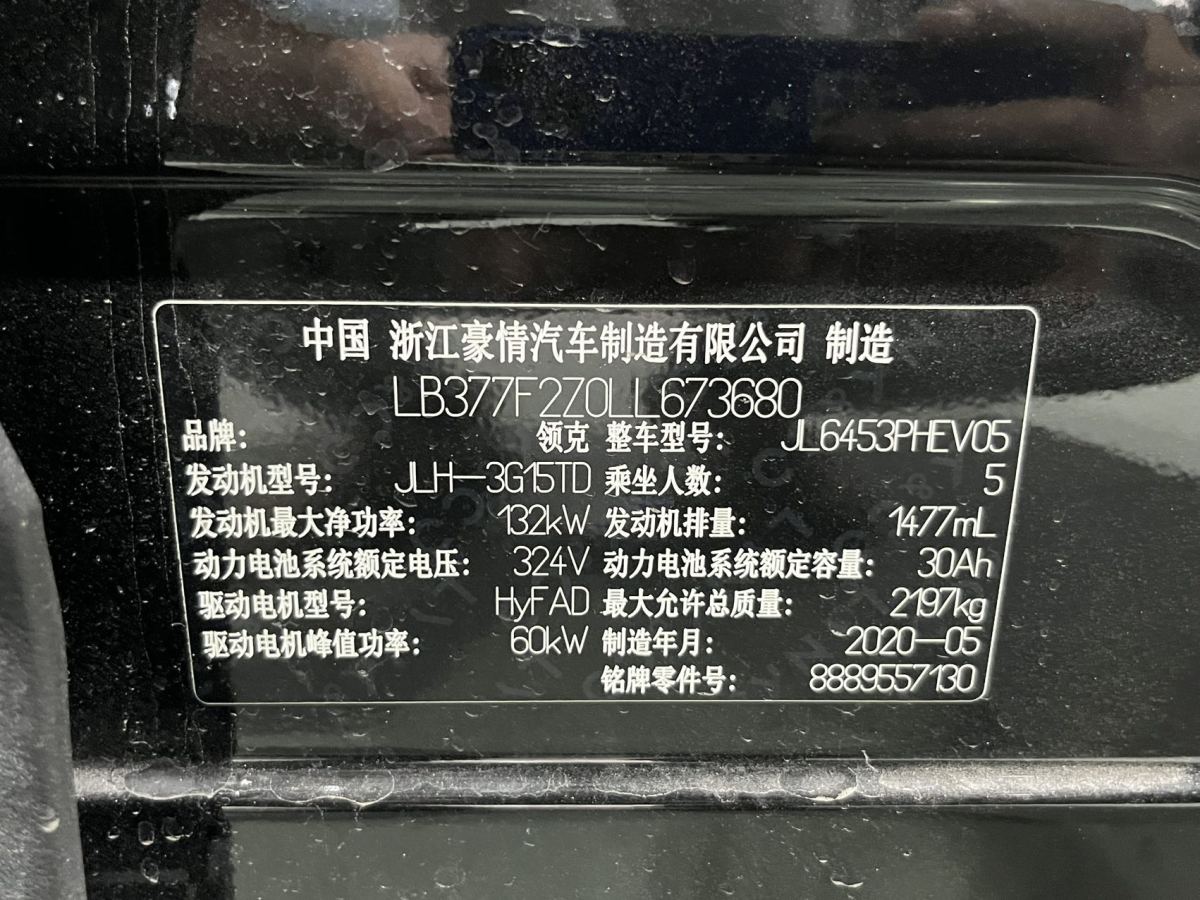 中国 浙江豪情汽车制造有限公司 制造
LB377F2Z0LL673680
品牌: 领克 整车型号: JL6453PHEV05
发动机型号: JLH-3G15TD 乘坐人数: 5
发动机最大净功率: 132kW 发动机排量: 1477mL
动力电池系统额定电压: 324V 动力电池系统额定容量: 30Ah
驱动电机型号: HyFAD 最大允许总质量: 2197kg
驱动电机峰值功率: 60kW 制造年月: 2020-05
铭牌零件号: 8889557130